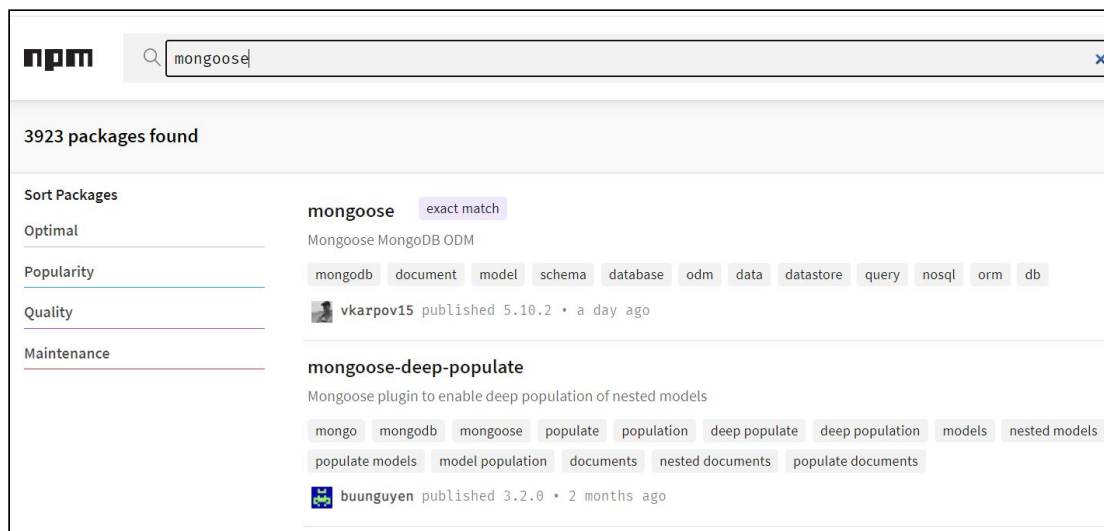 npm
mongoose
3923 packages found
Sort Packages
Optimal
Popularity
Quality
Maintenance
mongoose exact match
Mongoose MongoDB ODM
mongodb document model schema database odm data datastore query nosql orm db
vkarpov15 published 5.10.2 • a day ago
mongoose-deep-populate
Mongoose plugin to enable deep population of nested models
mongo mongodb mongoose populate population deep populate deep population models nested models
populate models model population documents nested documents populate documents
buunguyen published 3.2.0 • 2 months ago